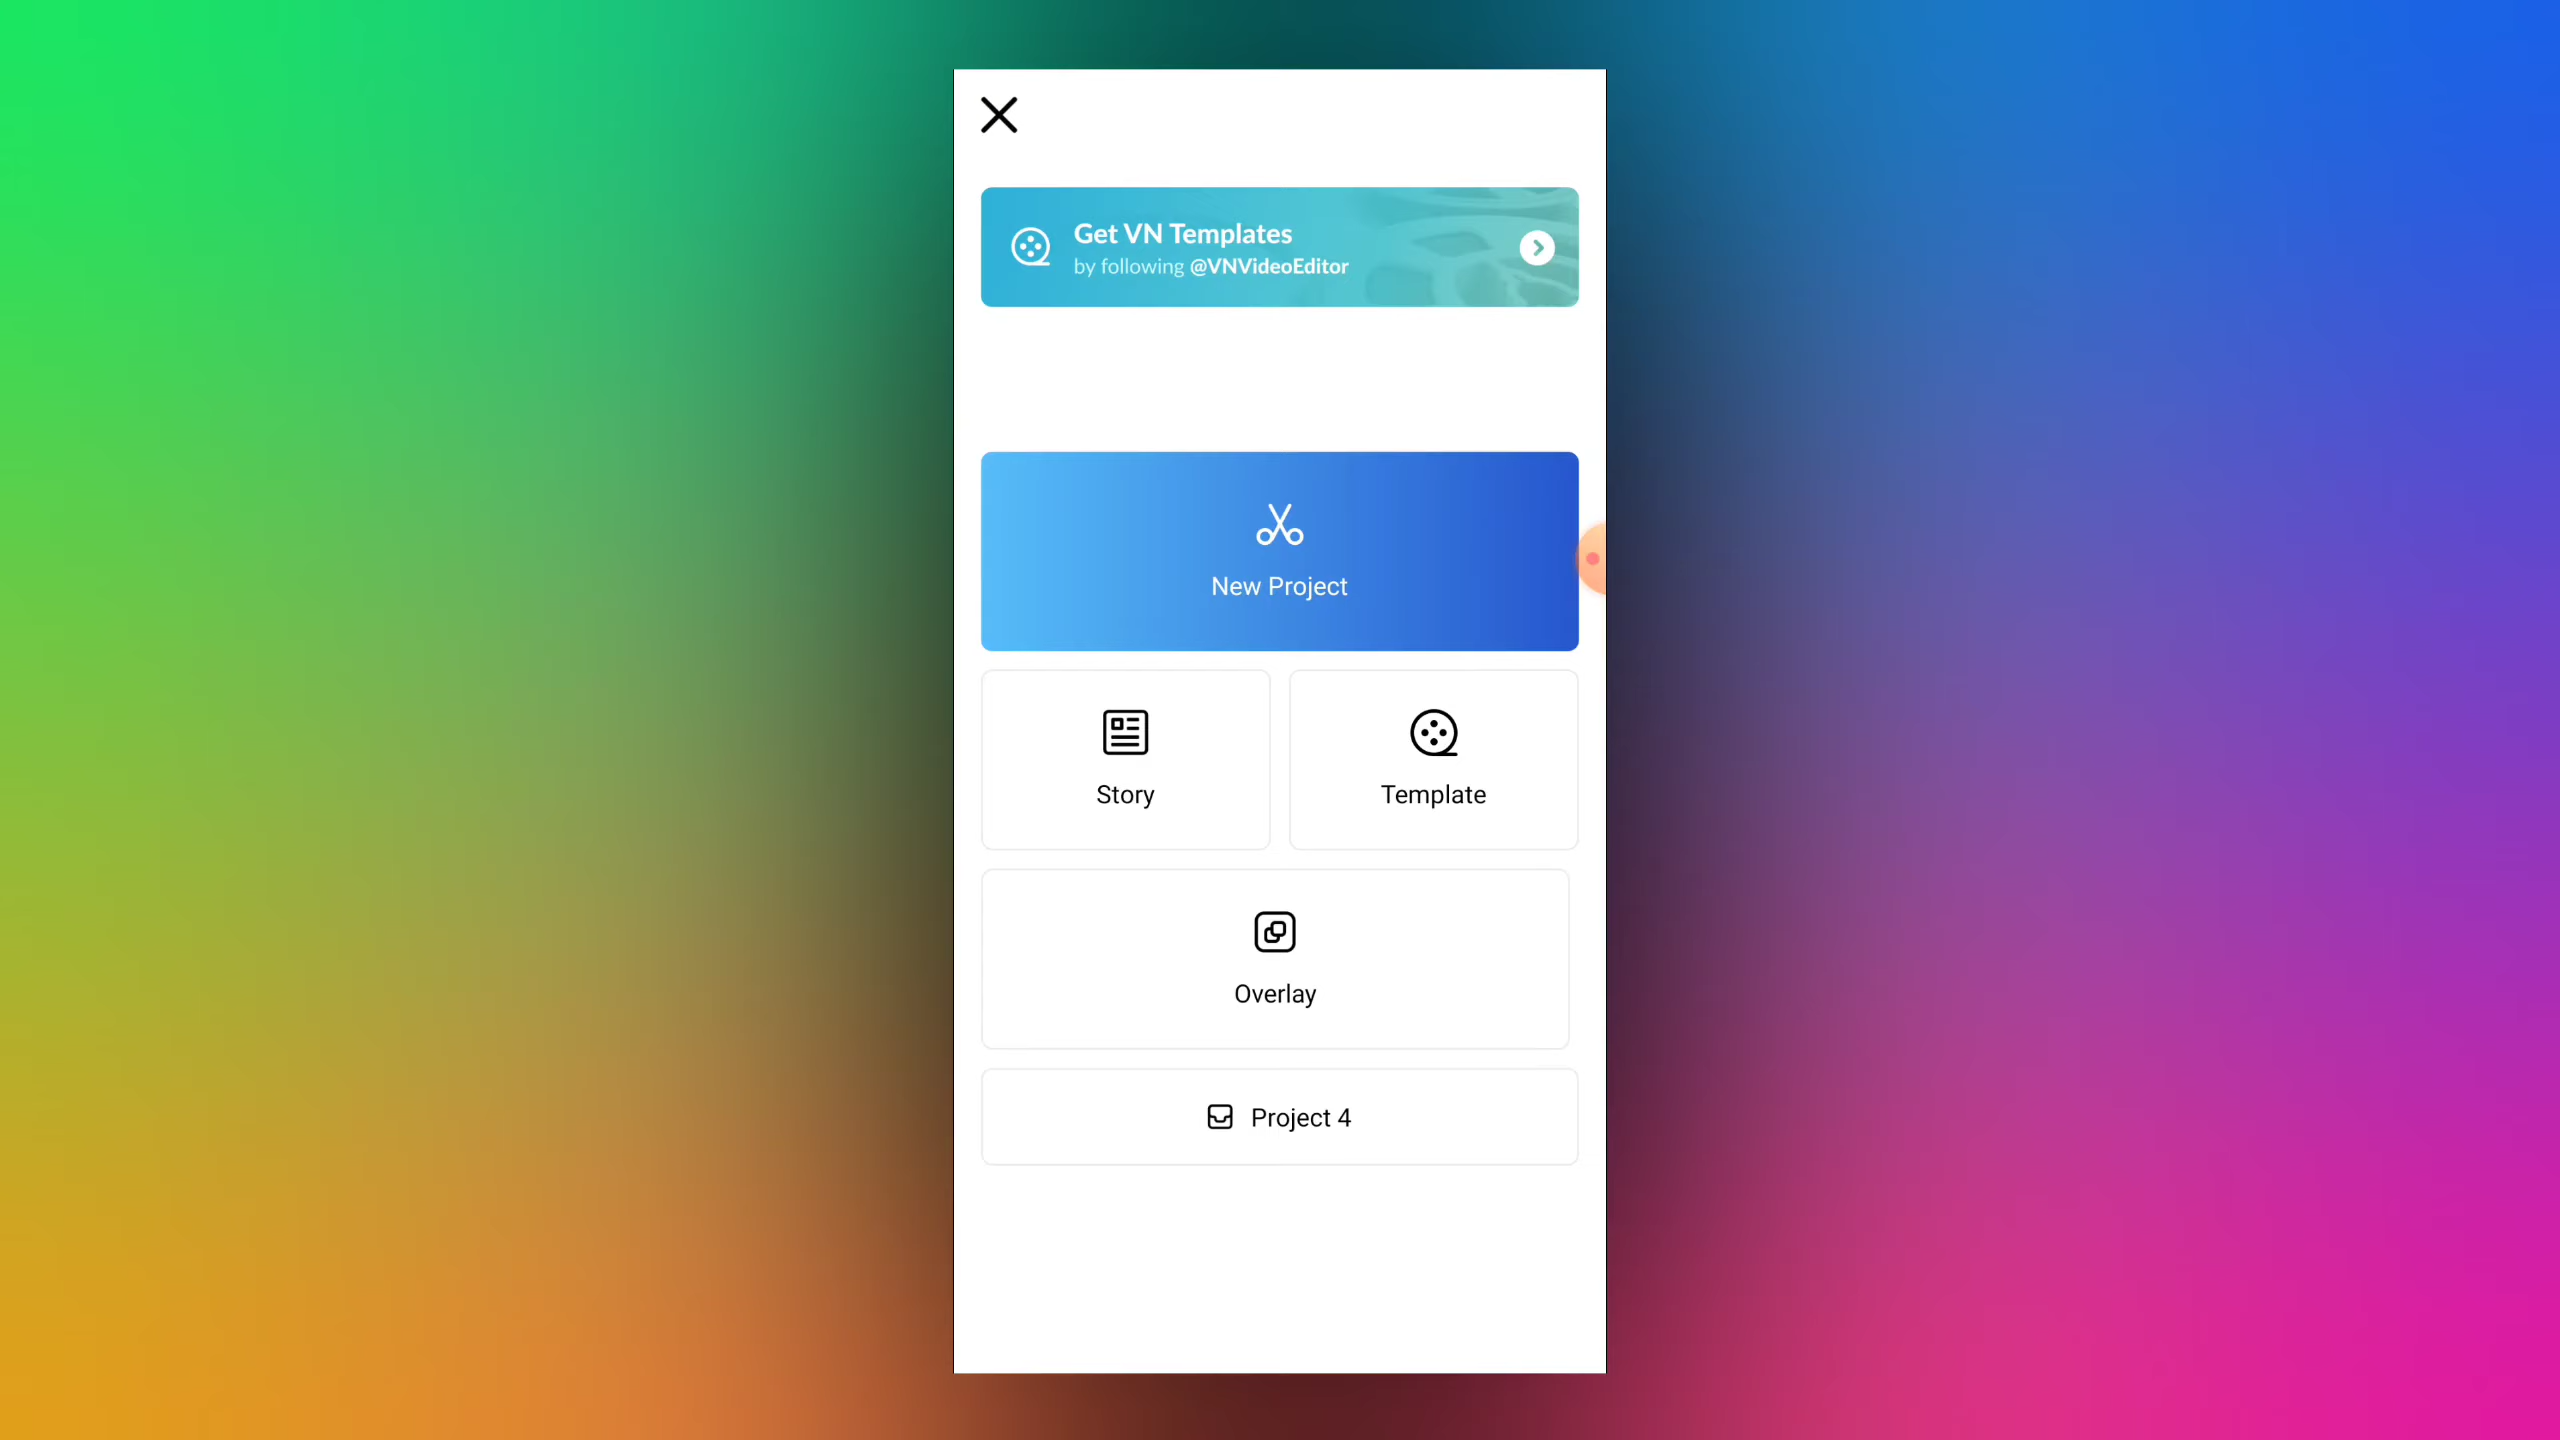 Get VN Templates
by following @VNVideoEditor
New Project
Story
Template
Overlay
Project 4